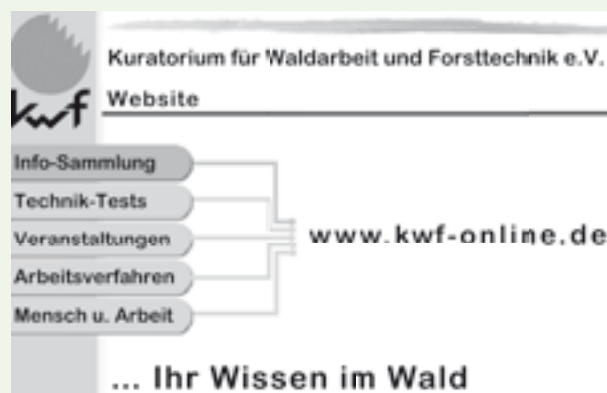 Kuratorium für Waldarbeit und Forsttechnik e.V.
kwf
Website
Info-Sammlung
Technik-Tests
Veranstaltungen
Arbeitsverfahren
Mensch u. Arbeit
www.kwf-online.de
... Ihr Wissen im Wald